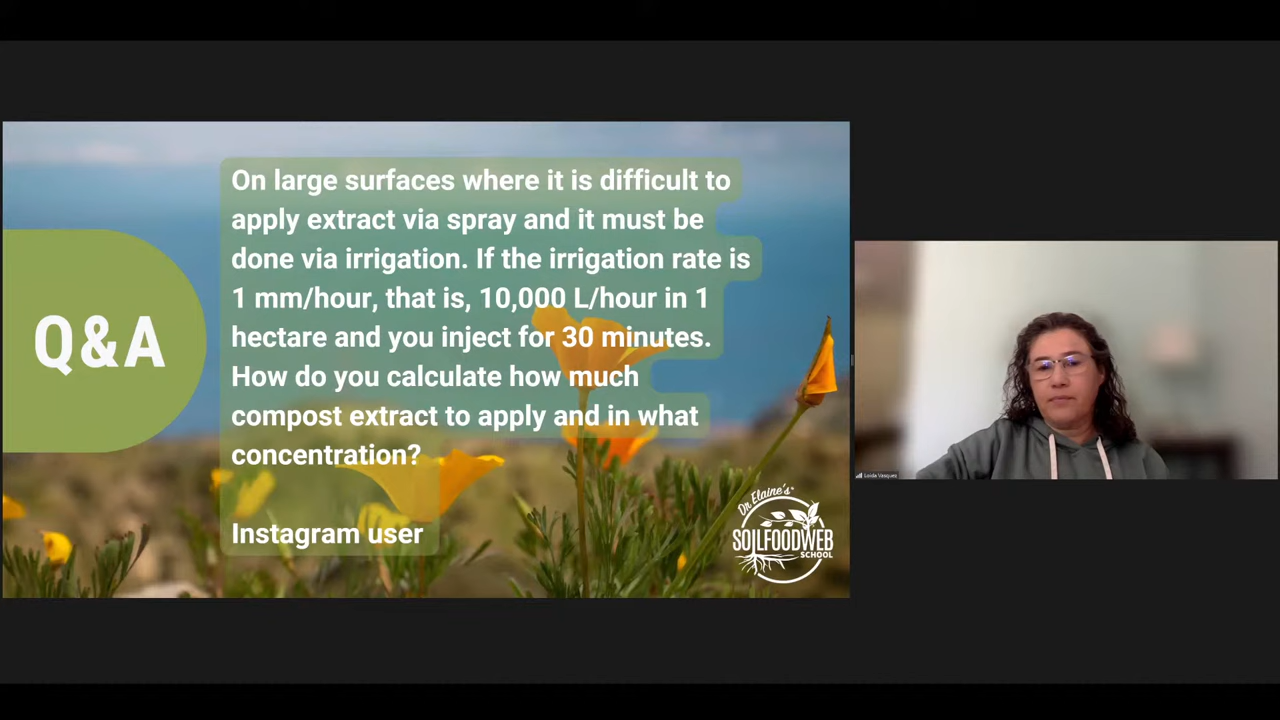 On large surfaces where it is difficult to
apply extract via spray and it must be
done via irrigation. If the irrigation rate is
1 mm/hour, that is, 10,000 L/hour in 1
hectare and you inject for 30 minutes.
How do you calculate how much
compost extract to apply and in what
concentration?
Instagram user
Q&A
Dr Elaine's
SOILFOODWEB
SCHOOL
Loida Vasquez